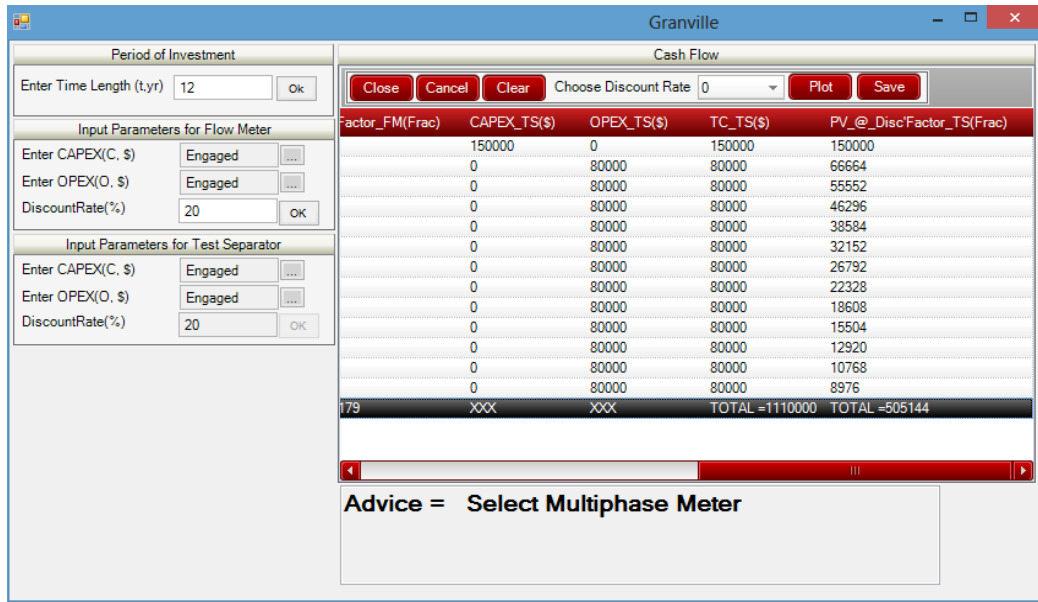 Granville
Period of Investment
Enter Time Length (t,yr) 12 Ok
Input Parameters for Flow Meter
Enter CAPEX(C, $) Engaged ...
Enter OPEX(O, $) Engaged ...
DiscountRate(%) 20 OK
Input Parameters for Test Separator
Enter CAPEX(C, $) Engaged ...
Enter OPEX(O, $) Engaged ...
DiscountRate(%) 20 OK
Cash Flow
Close Cancel Clear Choose Discount Rate 0 Plot Save
Factor_FM(Frac) CAPEX_TS($) OPEX_TS($) TC_TS($) PV_@_Disc'Factor_TS(Frac)
150000 0 150000 150000
0 80000 80000 66664
0 80000 80000 55552
0 80000 80000 46296
0 80000 80000 38584
0 80000 80000 32152
0 80000 80000 26792
0 80000 80000 22328
0 80000 80000 18608
0 80000 80000 15504
0 80000 80000 12920
0 80000 80000 10768
0 80000 80000 8976
179 XXX XXX TOTAL =1110000 TOTAL =505144
Advice = Select Multiphase Meter